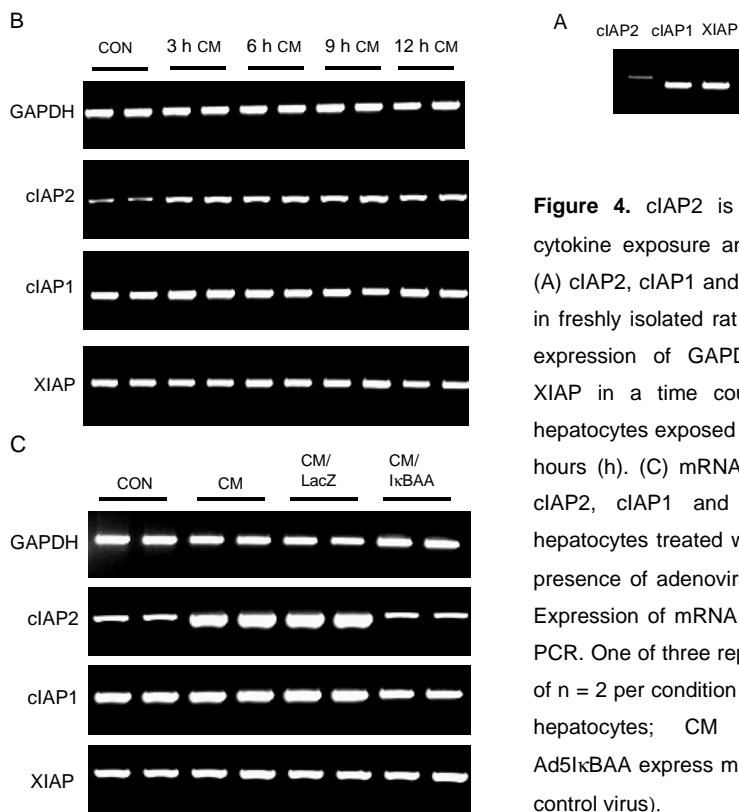 B
CON 3 h CM 6 h CM 9 h CM 12 h CM
GAPDH
cIAP2
cIAP1
XIAP
C
CON CM CM/ LacZ CM/ IκBAA
GAPDH
cIAP2
cIAP1
XIAP
A
cIAP2 cIAP1 XIAP
Figure 4. cIAP2 is
cytokine exposure ar
(A) cIAP2, cIAP1 and
in freshly isolated rat
expression of GAPD
XIAP in a time cou
hepatocytes exposed
hours (h). (C) mRNA
cIAP2, cIAP1 and
hepatocytes treated w
presence of adenovira
Expression of mRNA
PCR. One of three rep
of n = 2 per condition
hepatocytes; CM
Ad5IκBAA express m
control virus).